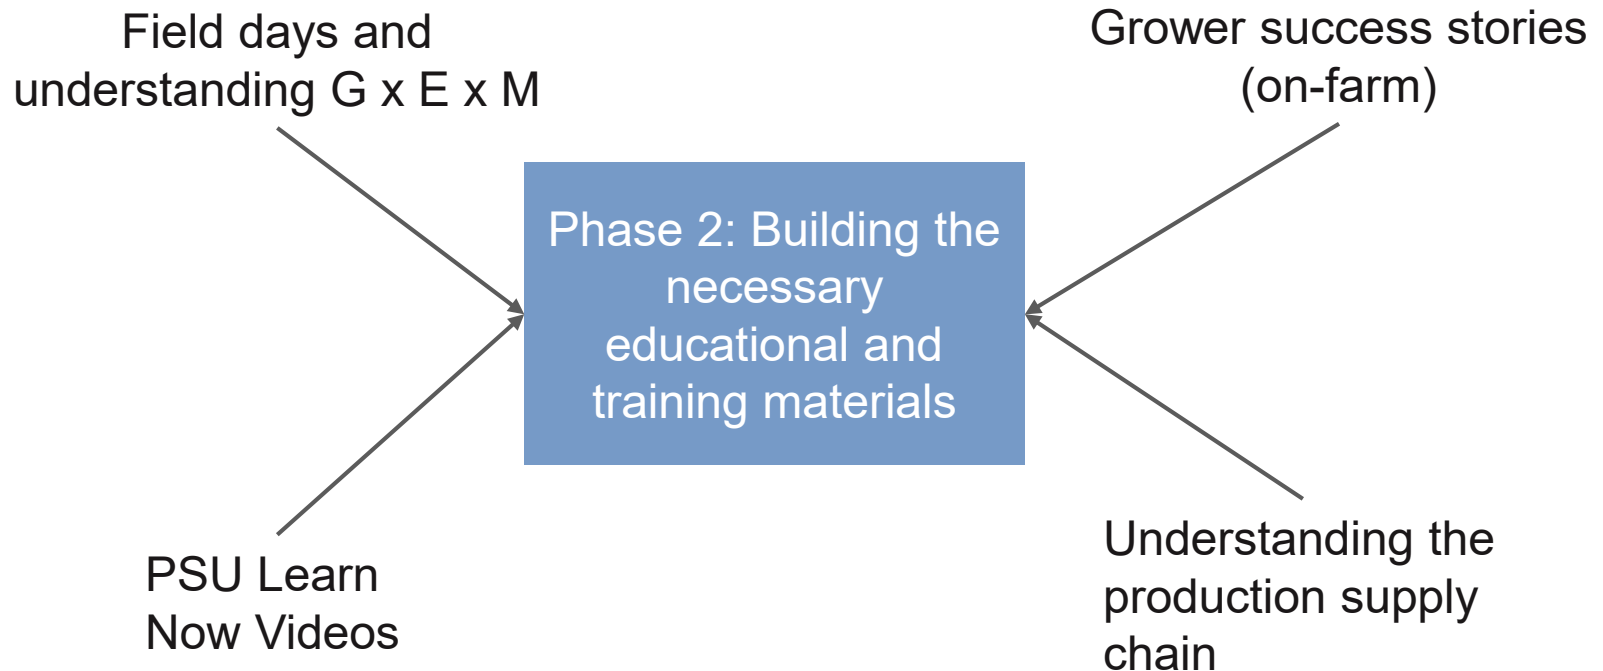 Field days and
understanding G x E x M
Grower success stories
(on-farm)
Phase 2: Building the
necessary
educational and
training materials
PSU Learn
Now Videos
Understanding the
production supply
chain